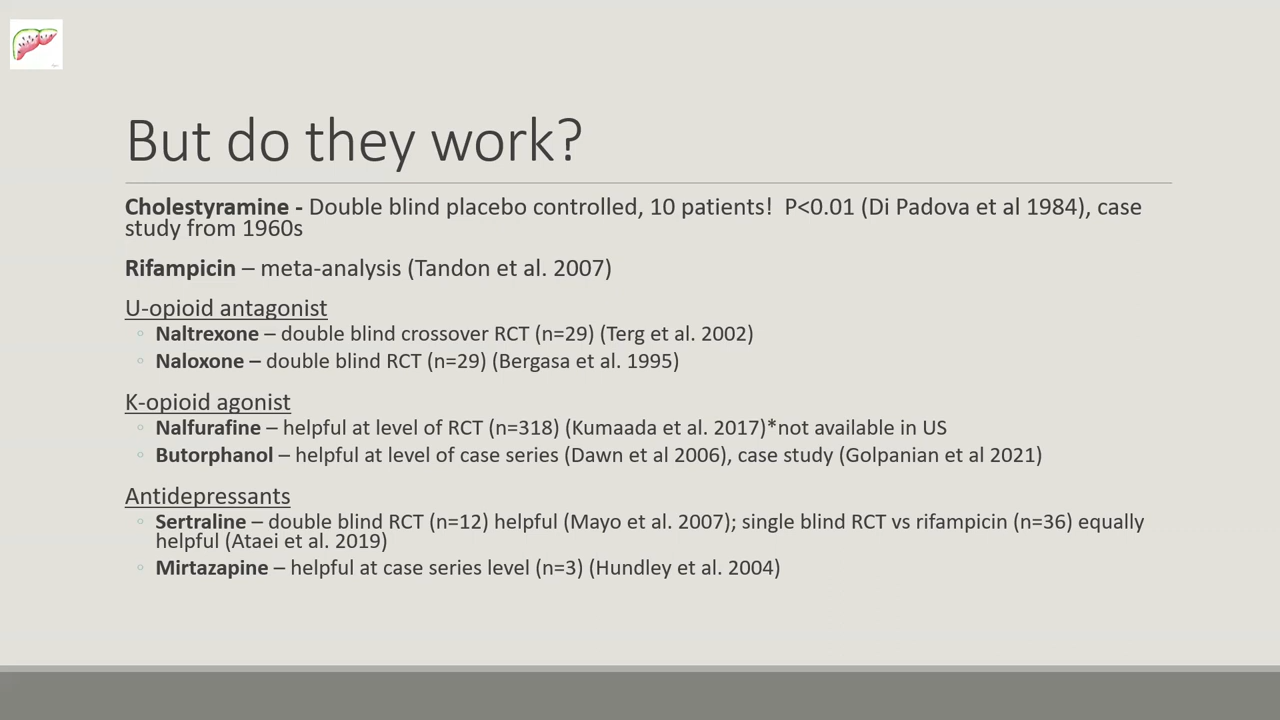 But do they work?
Cholestyramine - Double blind placebo controlled, 10 patients!  P<0.01 (Di Padova et al 1984), case
study from 1960s
Rifampicin – meta-analysis (Tandon et al. 2007)
U-opioid antagonist
◦ Naltrexone – double blind crossover RCT (n=29) (Terg et al. 2002)
◦ Naloxone – double blind RCT (n=29) (Bergasa et al. 1995)
K-opioid agonist
◦ Nalfurafine – helpful at level of RCT (n=318) (Kumaada et al. 2017)*not available in US
◦ Butorphanol – helpful at level of case series (Dawn et al 2006), case study (Golpanian et al 2021)
Antidepressants
◦ Sertraline – double blind RCT (n=12) helpful (Mayo et al. 2007); single blind RCT vs rifampicin (n=36) equally
helpful (Ataei et al. 2019)
◦ Mirtazapine – helpful at case series level (n=3) (Hundley et al. 2004)